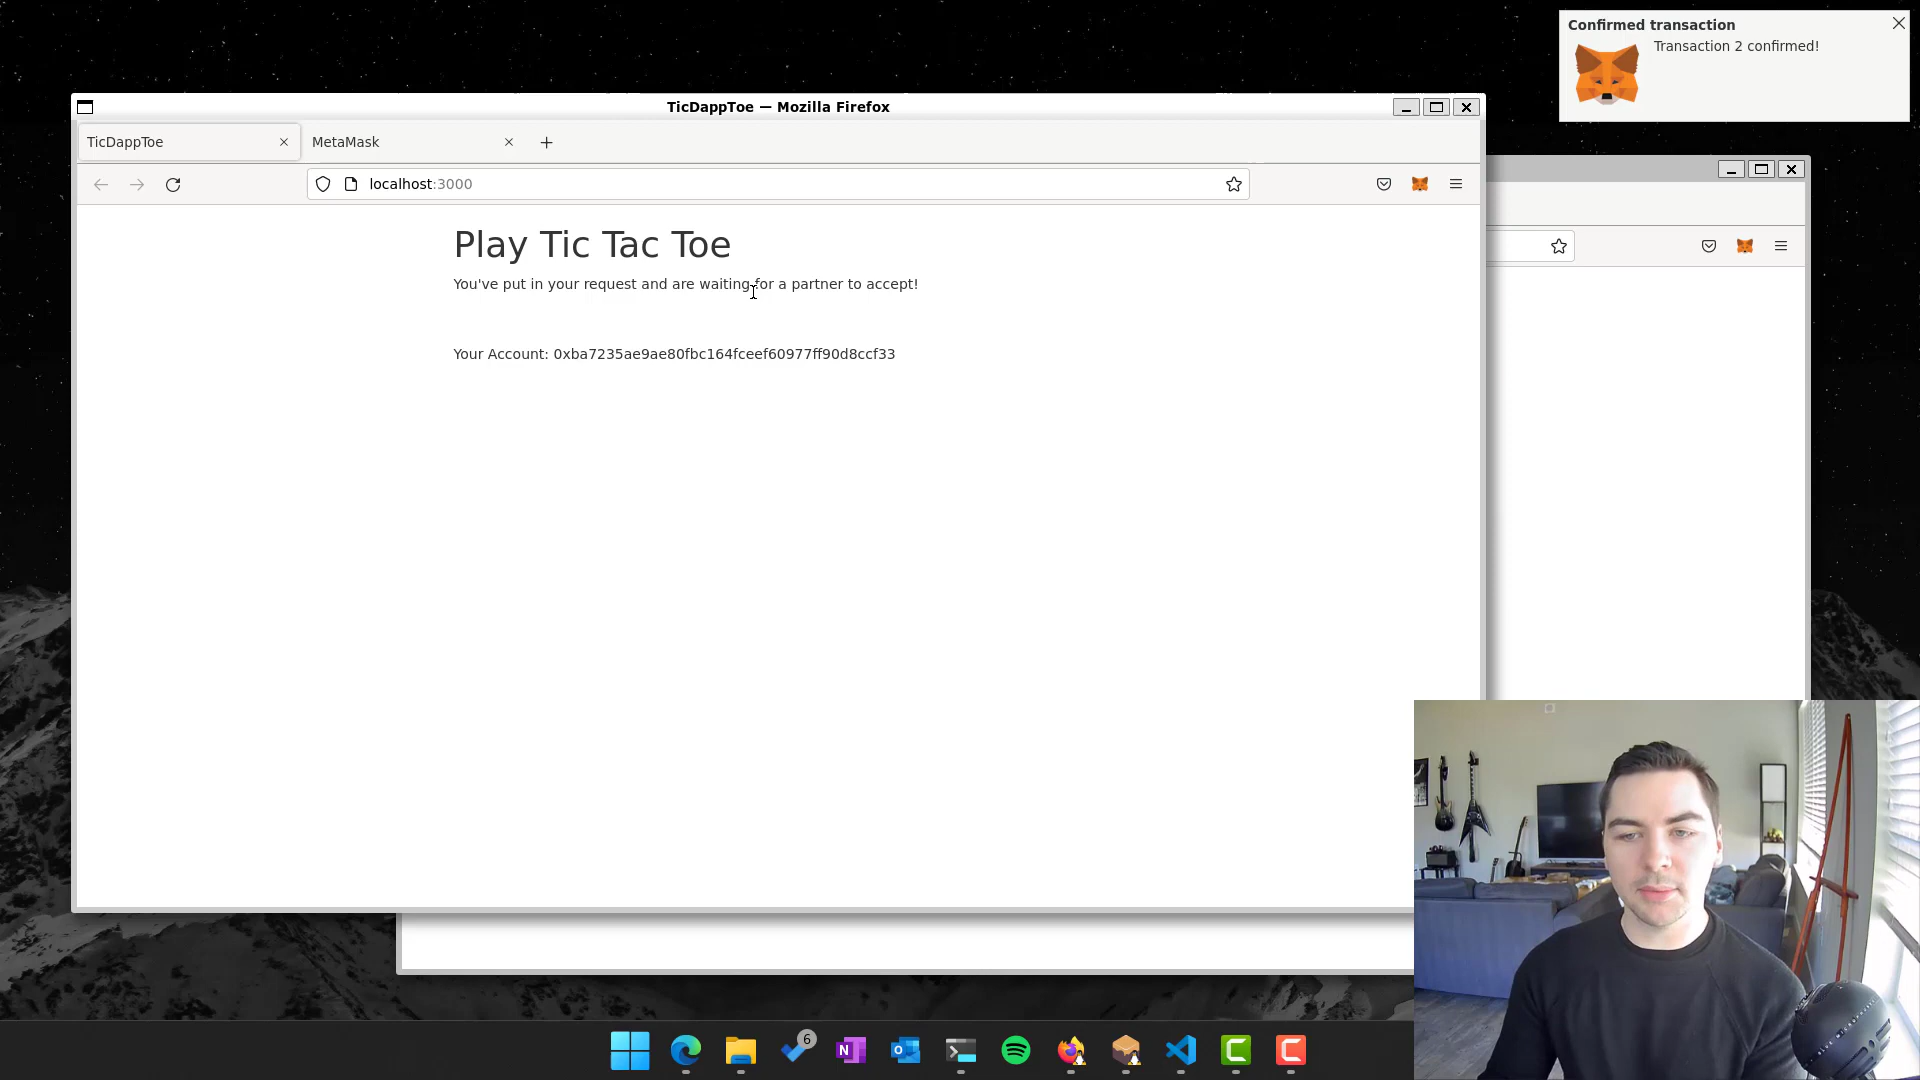 Confirmed transaction
Transaction 2 confirmed!
TicDappToe — Mozilla Firefox
TicDappToe
MetaMask
localhost:3000
Play Tic Tac Toe
You've put in your request and are waiting for a partner to accept!
Your Account: 0xba7235ae9ae80fbc164fceef60977ff90d8ccf33
6